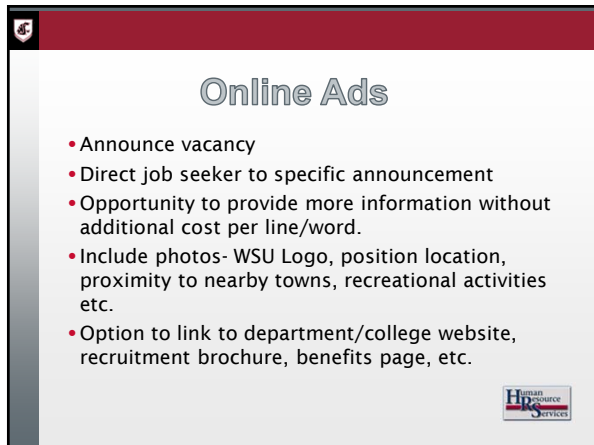 Online Ads
• Announce vacancy
• Direct job seeker to specific announcement
• Opportunity to provide more information without
additional cost per line/word.
• Include photos- WSU Logo, position location,
proximity to nearby towns, recreational activities
etc.
• Option to link to department/college website,
recruitment brochure, benefits page, etc.
Human
Resource
Services